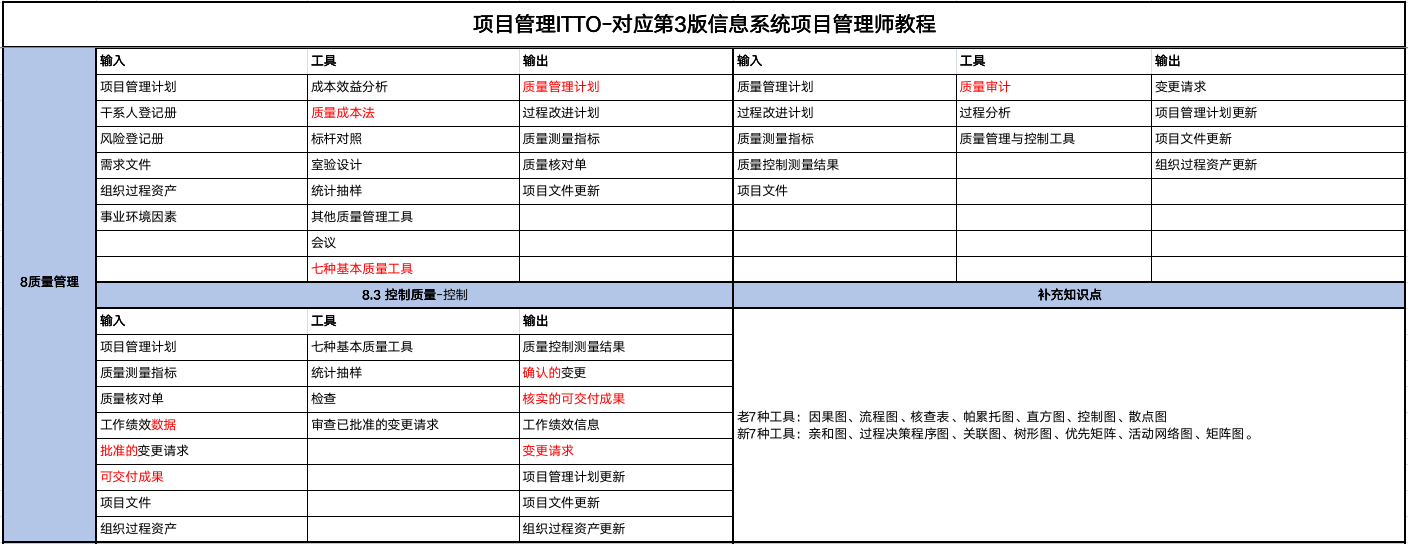 项目管理ITTO-对应第3版信息系统项目管理师教程
8质量管理
输入 工具 输出 输入 工具 输出
项目管理计划 成本效益分析 质量管理计划 质量管理计划 质量审计 变更请求
干系人登记册 质量成本法 过程改进计划 过程改进计划 过程分析 项目管理计划更新
风险登记册 标杆对照 质量测量指标 质量测量指标 质量管理与控制工具 项目文件更新
需求文件 室验设计 质量核对单 质量控制测量结果 组织过程资产更新
组织过程资产 统计抽样 项目文件更新 项目文件
事业环境因素 其他质量管理工具
会议
七种基本质量工具
8.3 控制质量-控制 补充知识点
输入 工具 输出
项目管理计划 七种基本质量工具 质量控制测量结果
质量测量指标 统计抽样 确认的变更
质量核对单 检查 核实的可交付成果
工作绩效数据 审查已批准的变更请求 工作绩效信息
批准的变更请求 变更请求
可交付成果 项目管理计划更新
项目文件 项目文件更新
组织过程资产 组织过程资产更新
老7种工具：因果图、流程图、核查表、帕累托图、直方图、控制图、散点图
新7种工具：亲和图、过程决策程序图、关联图、树形图、优先矩阵、活动网络图、矩阵图。